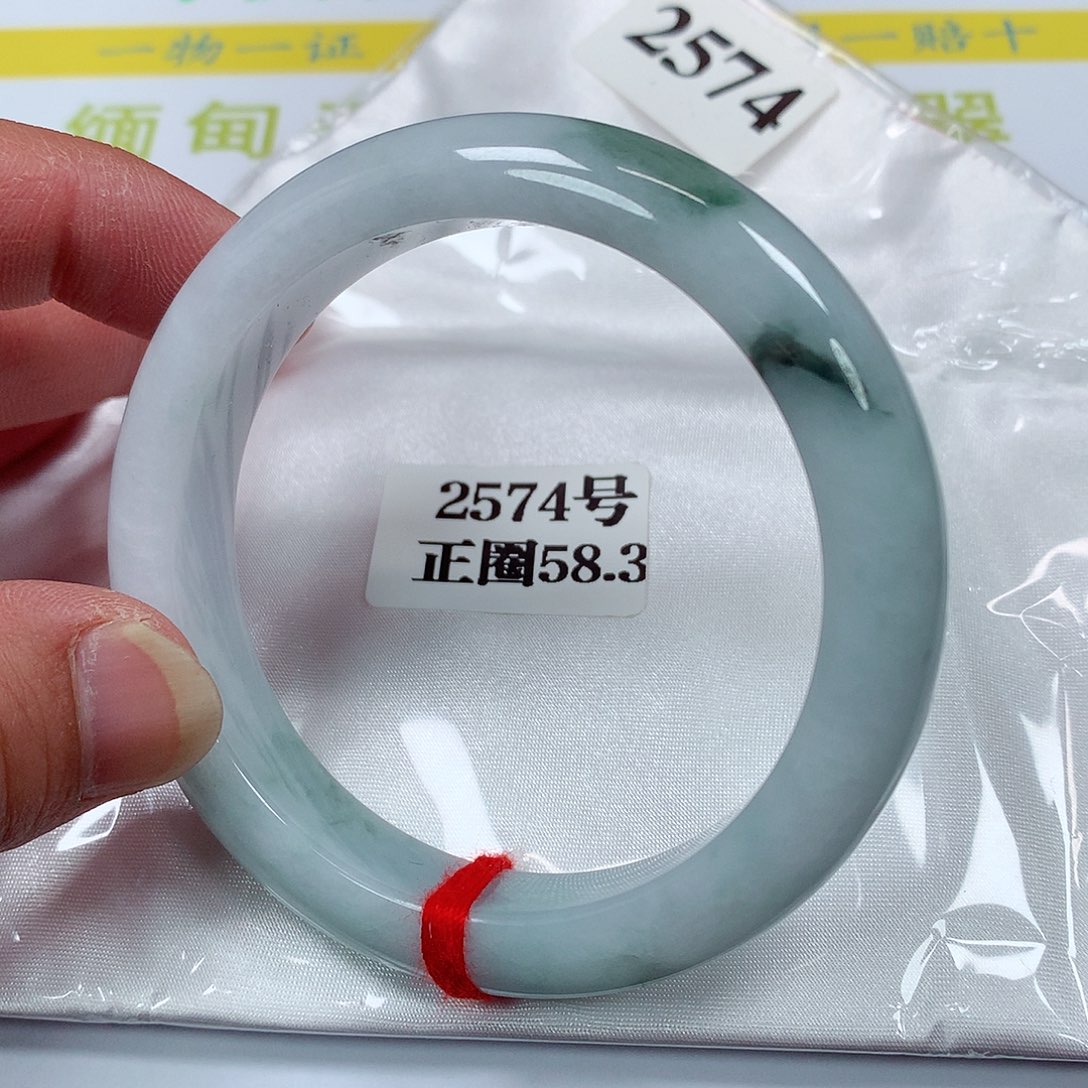 一物一证
一赔十
缅甸
翠
2574
2574号
正圈58.3